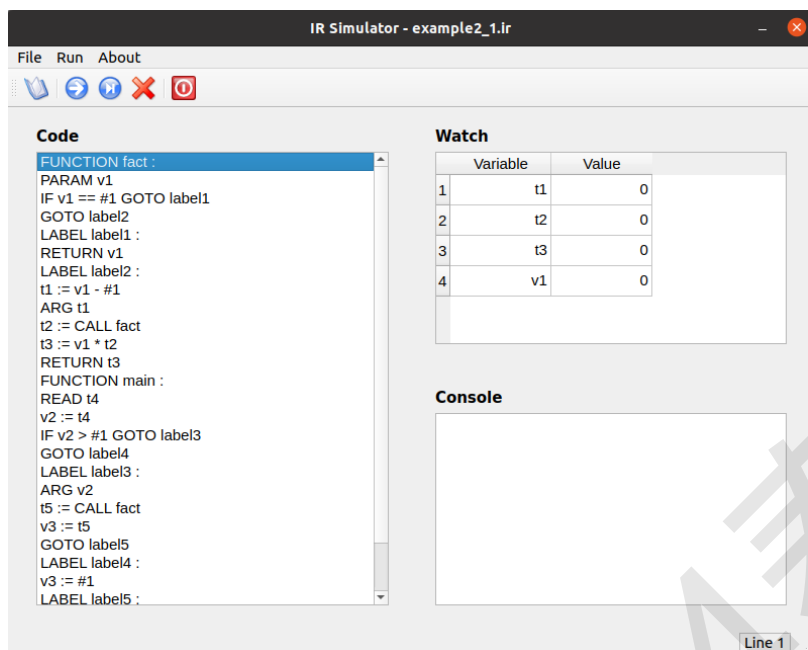 IR Simulator - example2_1.ir
File Run About
Code
FUNCTION fact :
PARAM v1
IF v1 == #1 GOTO label1
GOTO label2
LABEL label1 :
RETURN v1
LABEL label2 :
t1 := v1 - #1
ARG t1
t2 := CALL fact
t3 := v1 * t2
RETURN t3
FUNCTION main :
READ t4
v2 := t4
IF v2 > #1 GOTO label3
GOTO label4
LABEL label3 :
ARG v2
t5 := CALL fact
v3 := t5
GOTO label5
LABEL label4 :
v3 := #1
LABEL label5 :
Watch
Variable Value
1 t1 0
2 t2 0
3 t3 0
4 v1 0
Console
Line 1